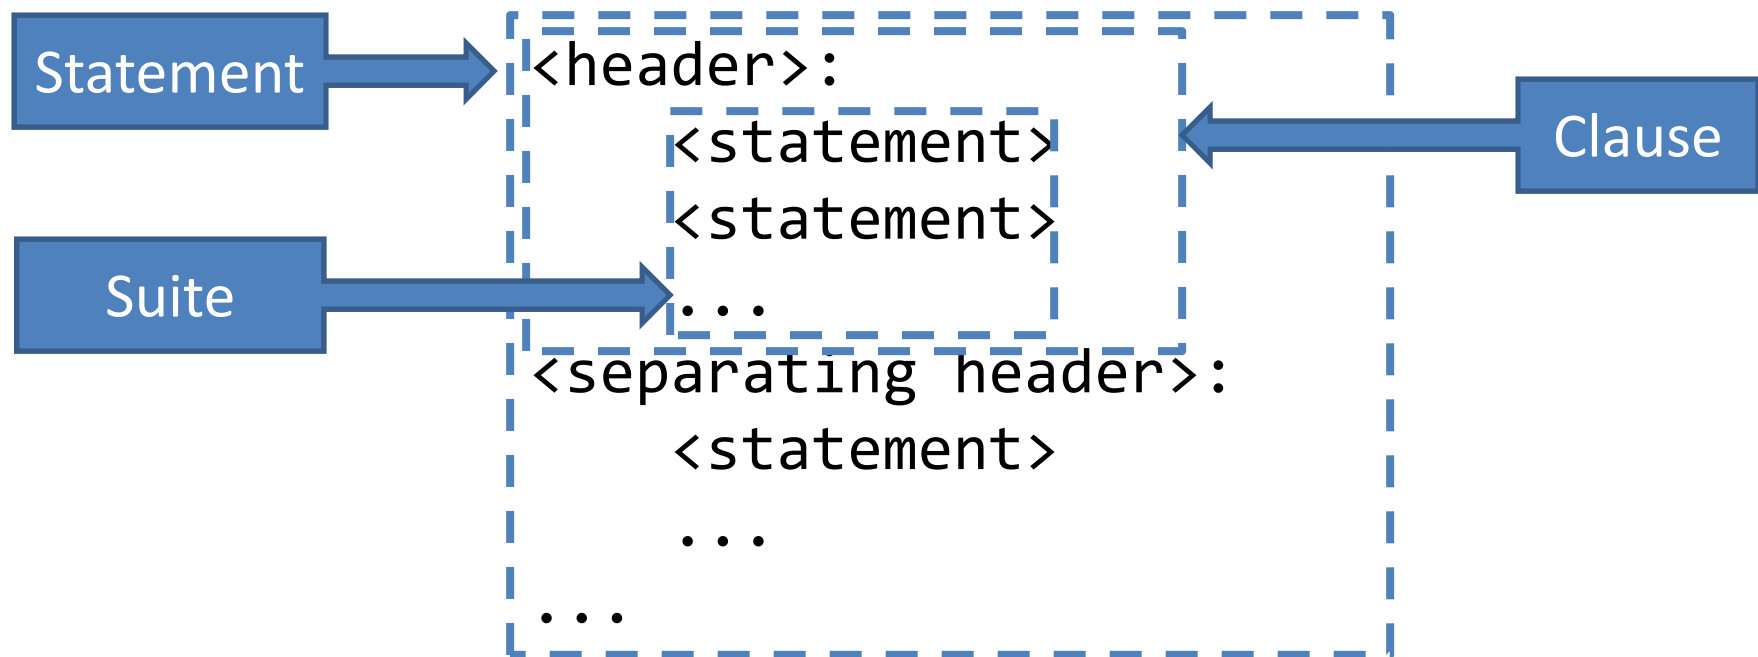 Statement
<header>:
<statement>
Clause
<statement>
Suite
...
<separating header>:
<statement>
...
...